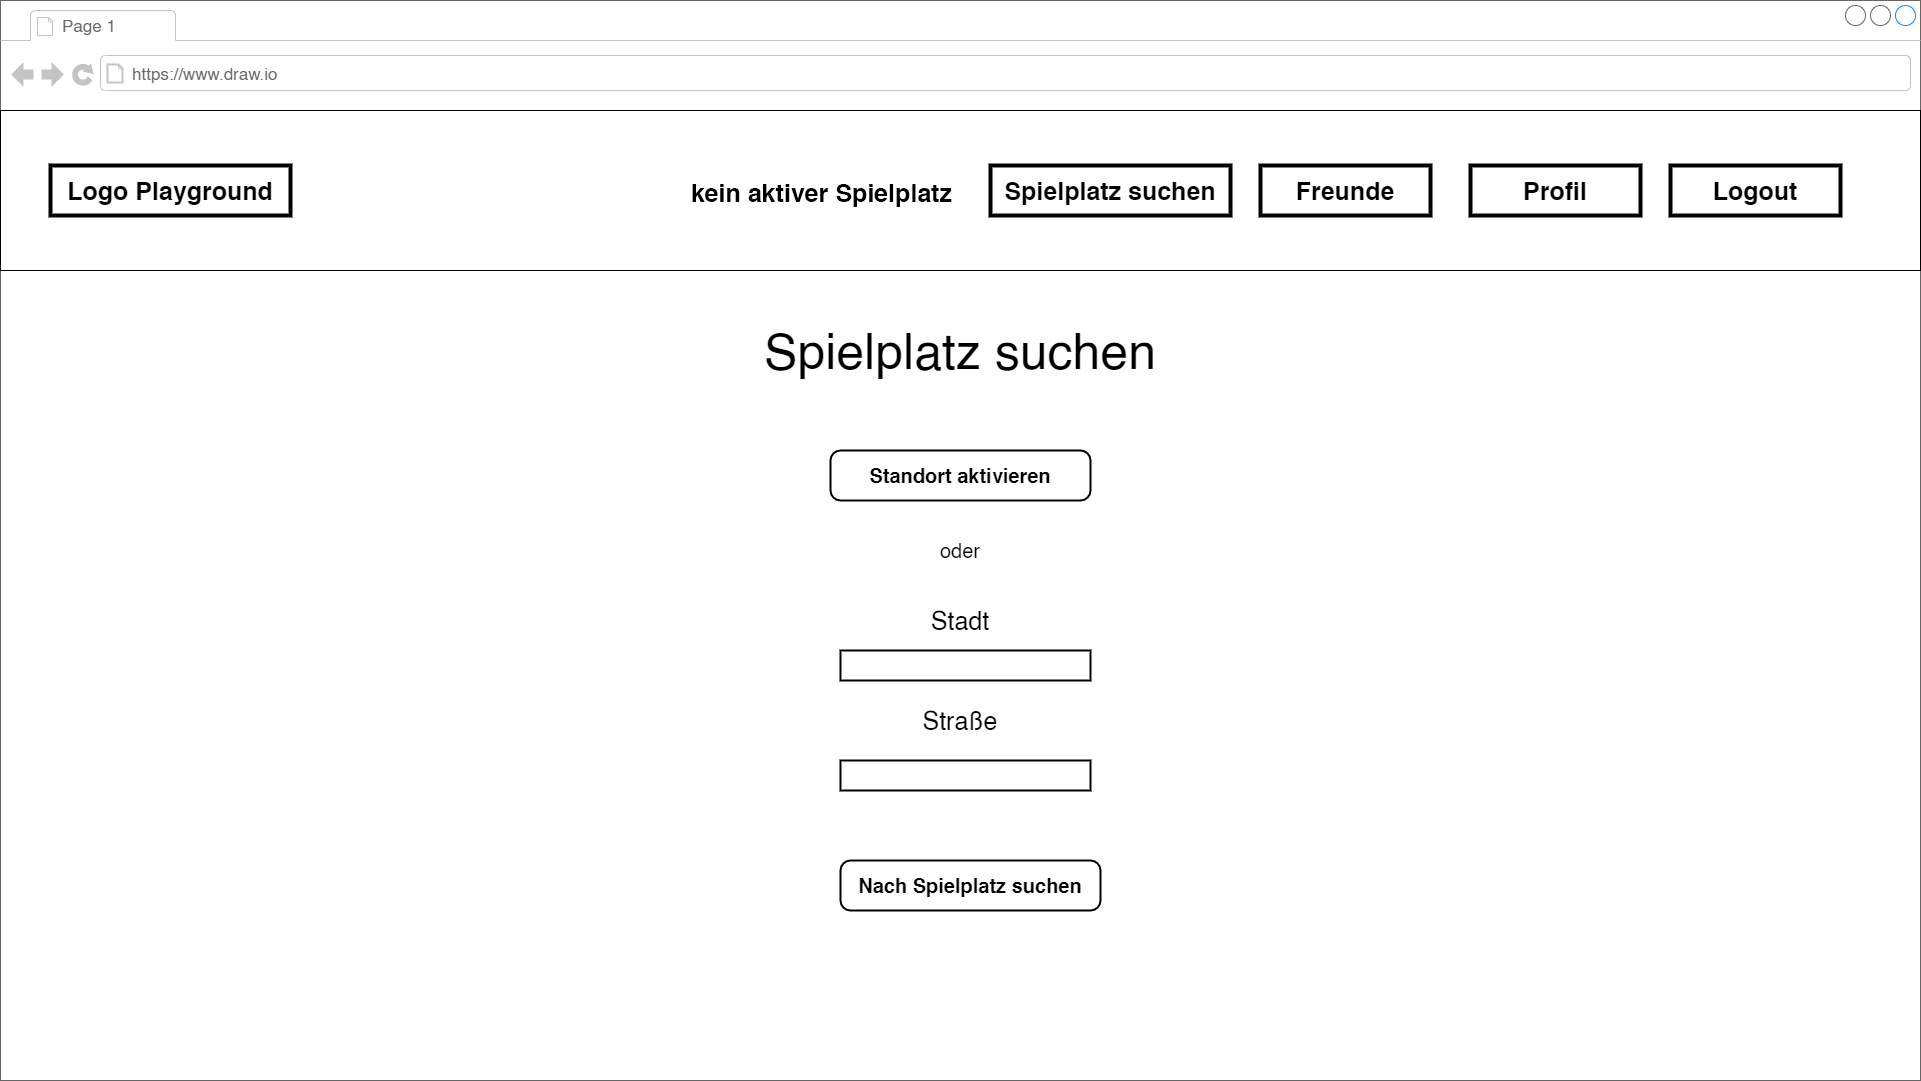 Page 1
https://www.draw.io
Logo Playground
kein aktiver Spielplatz
Spielplatz suchen
Freunde
Profil
Logout
Spielplatz suchen
Standort aktivieren
oder
Stadt
Straße
Nach Spielplatz suchen